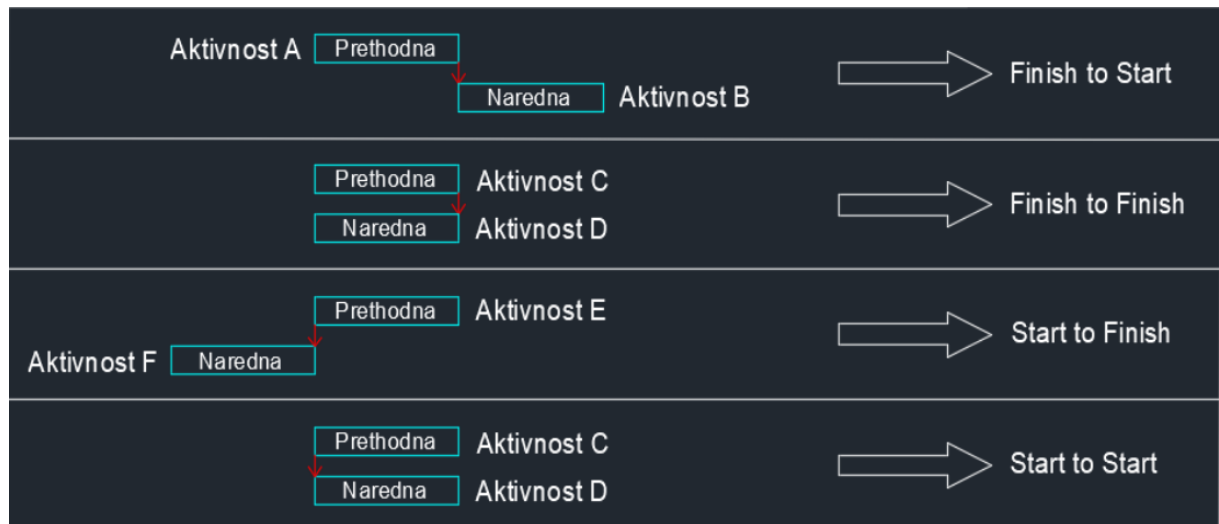 Aktivnost A Prethodna
Naredna Aktivnost B
Finish to Start
Prethodna Aktivnost C
Naredna Aktivnost D
Finish to Finish
Prethodna Aktivnost E
Aktivnost F Naredna
Start to Finish
Prethodna Aktivnost C
Naredna Aktivnost D
Start to Start